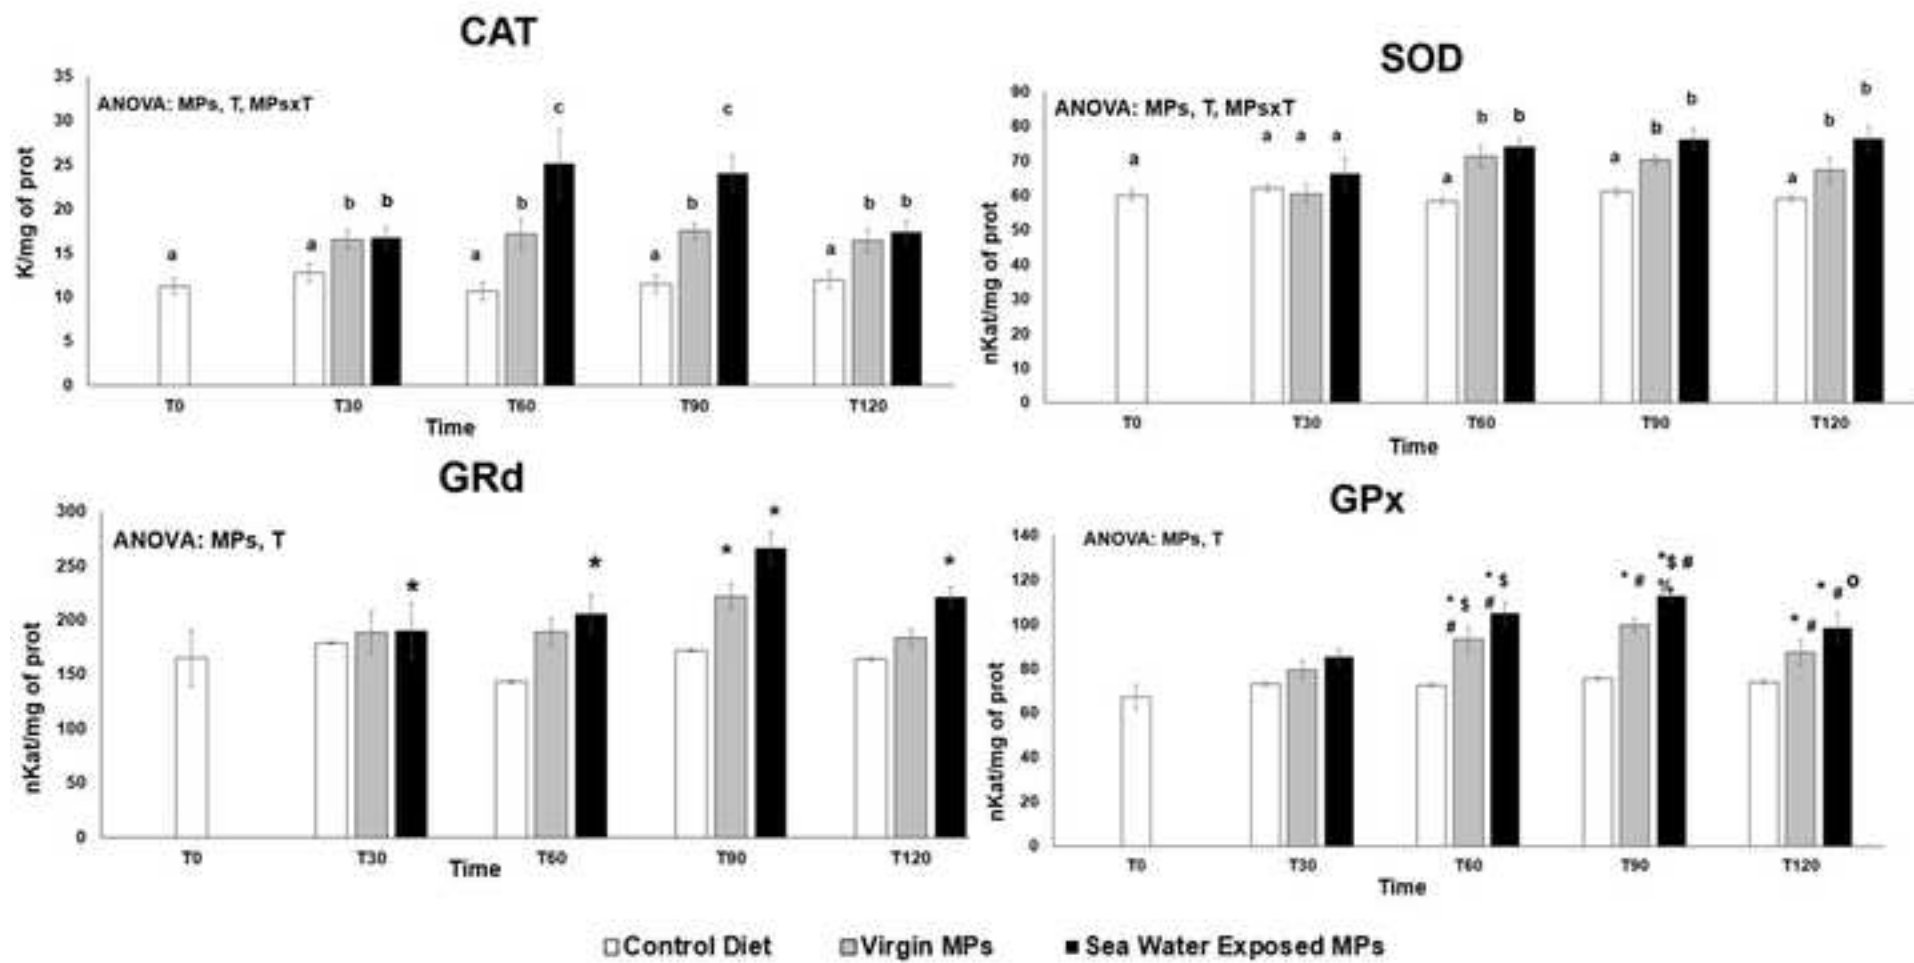 CAT
ANOVA: MPs, T, MPsxT
K/mg of prot
35
30
25
20
15
10
5
0
a
a b b
a b c
a b c
a b b
T0 T30 T60 T90 T120
Time
SOD
ANOVA: MPs, T, MPsxT
nKat/mg of prot
90
80
70
60
50
40
30
20
10
0
a
a a a
a b b
a b b
a b b
T0 T30 T60 T90 T120
Time
GRd
ANOVA: MPs, T
nKat/mg of prot
300
250
200
150
100
50
0
*
*
* *
*
T0 T30 T60 T90 T120
Time
GPx
ANOVA: MPs, T
nKat/mg of prot
140
120
100
80
60
40
20
0
* $
#
* $
#
* #
*$ #
%
* #
* # o
T0 T30 T60 T90 T120
Time
Control Diet Virgin MPs Sea Water Exposed MPs